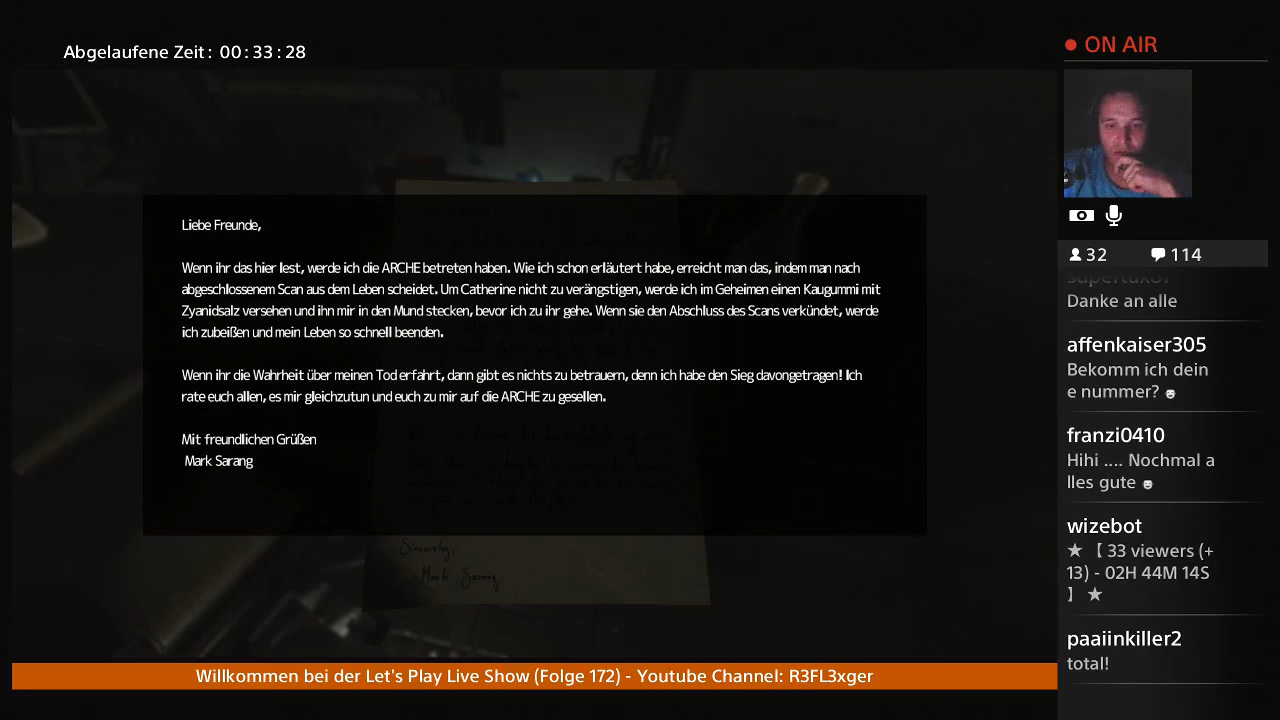 Abgelaufene Zeit: 00:33:28
ON AIR
32 114
Danke an alle
affenkaiser305
Bekomm ich dein
e nummer?
franzi0410
Hihi .... Nochmal a
lles gute
wizebot
★ 【 33 viewers (+
13) - 02H 44M 14S
】 ★
paaiinkiller2
total!
Liebe Freunde,
Wenn ihr das hier lest, werde ich die ARCHE betreten haben. Wie ich schon erläutert habe, erreicht man das, indem man nach
abgeschlossenem Scan aus dem Leben scheidet. Um Catherine nicht zu verängstigen, werde ich im Geheimen einen Kaugummi mit
Zyanidsalz versehen und ihn mir in den Mund stecken, bevor ich zu ihr gehe. Wenn sie den Abschluss des Scans verkündet, werde
ich zubeißen und mein Leben so schnell beenden.
Wenn ihr die Wahrheit über meinen Tod erfahrt, dann gibt es nichts zu betrauern, denn ich habe den Sieg davongetragen! Ich
rate euch allen, es mir gleichzutun und euch zu mir auf die ARCHE zu gesellen.
Mit freundlichen Grüßen
Mark Sarang
Sincerely,
Mark Sarang
Willkommen bei der Let's Play Live Show (Folge 172) - Youtube Channel: R3FL3xger